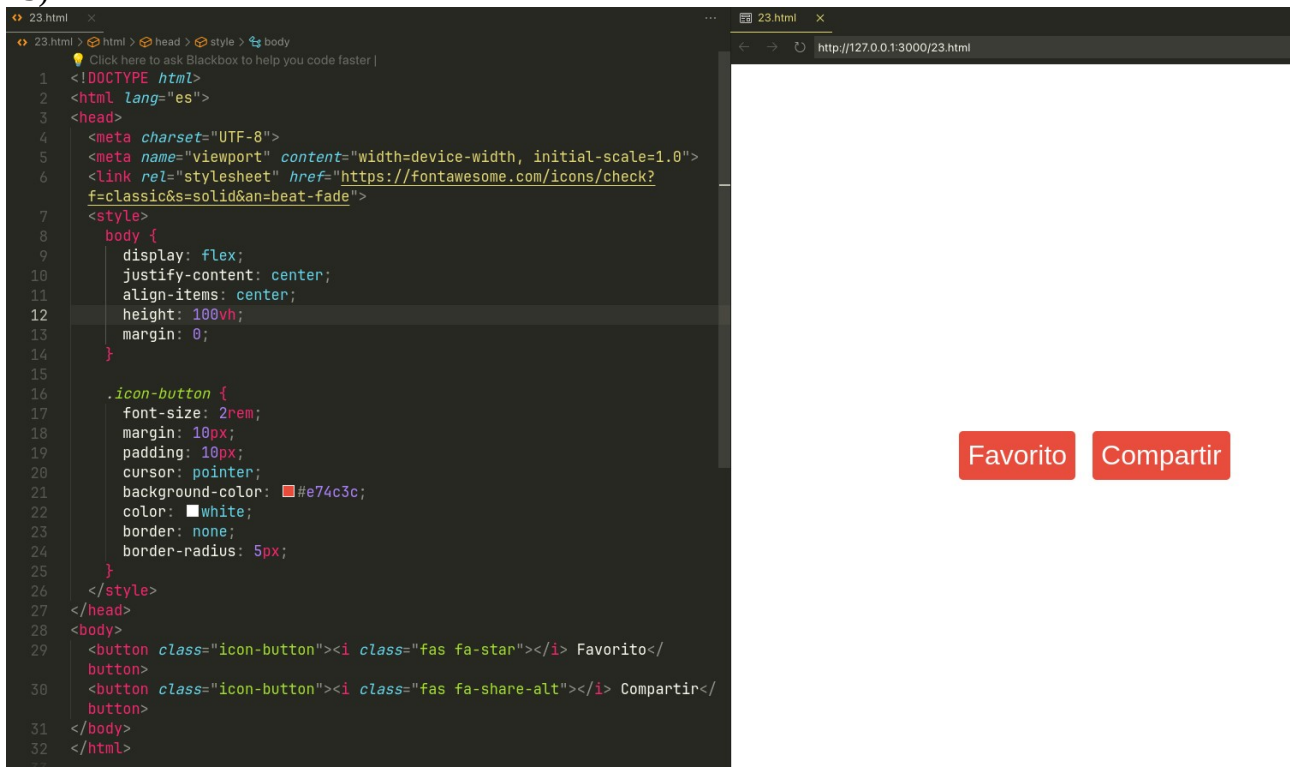 23.html
23.html > html > head > style > body
Click here to ask Blackbox to help you code faster |
1 <!DOCTYPE html>
2 <html lang="es">
3 <head>
4 <meta charset="UTF-8">
5 <meta name="viewport" content="width=device-width, initial-scale=1.0">
6 <link rel="stylesheet" href="https://fontawesome.com/icons/check?
f=classic&s=solid&an=beat-fade">
7 <style>
8 body {
9 display: flex;
10 justify-content: center;
11 align-items: center;
12 height: 100vh;
13 margin: 0;
14 }
15
16 .icon-button {
17 font-size: 2rem;
18 margin: 10px;
19 padding: 10px;
20 cursor: pointer;
21 background-color: #e74c3c;
22 color: white;
23 border: none;
24 border-radius: 5px;
25 }
26 </style>
27 </head>
28 <body>
29 <button class="icon-button"><i class="fas fa-star"></i> Favorito</
button>
30 <button class="icon-button"><i class="fas fa-share-alt"></i> Compartir</
button>
31 </body>
32 </html>
23.html
http://127.0.0.1:3000/23.html
Favorito
Compartir